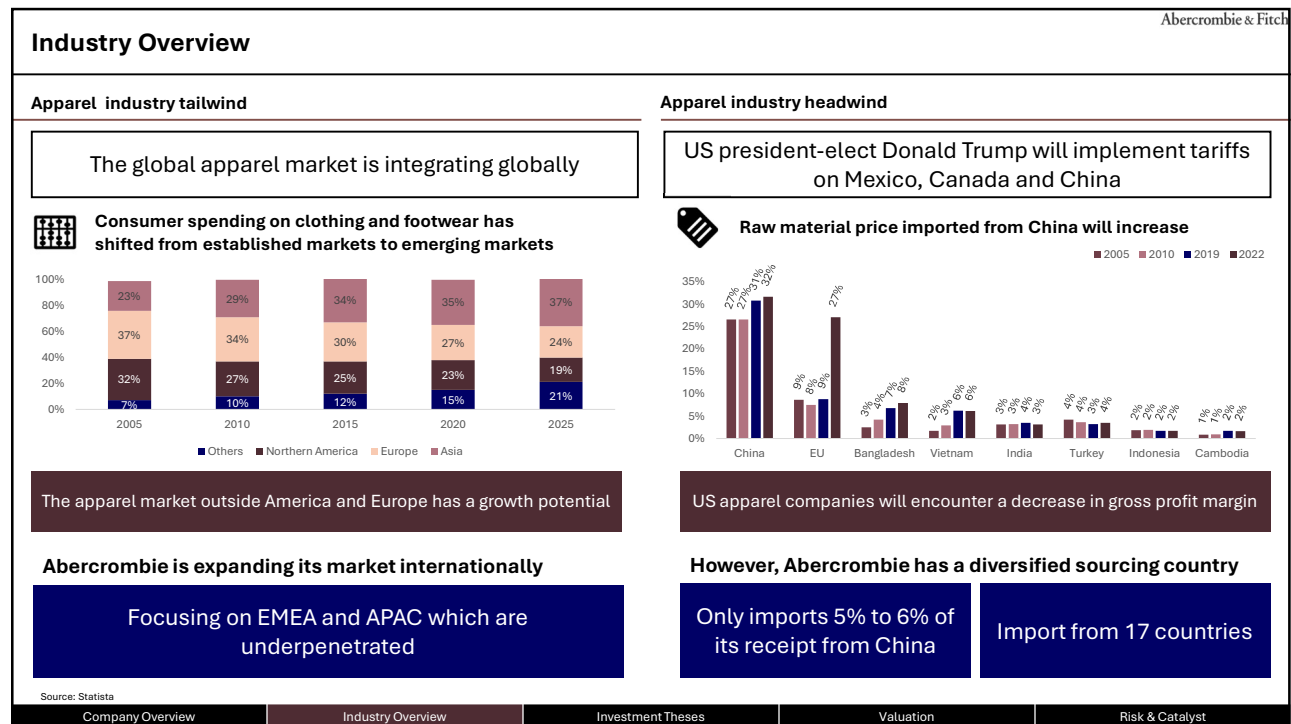 Abercrombie & Fitch
Industry Overview
Apparel industry tailwind
The global apparel market is integrating globally
Consumer spending on clothing and footwear has
shifted from established markets to emerging markets
100%
80%
60%
40%
20%
0%
23%
29%
34%
35%
37%
37%
34%
30%
27%
24%
32%
27%
25%
23%
19%
7%
10%
12%
15%
21%
2005
2010
2015
2020
2025
Others
Northern America
Europe
Asia
The apparel market outside America and Europe has a growth potential
Abercrombie is expanding its market internationally
Focusing on EMEA and APAC which are
underpenetrated
Apparel industry headwind
US president-elect Donald Trump will implement tariffs
on Mexico, Canada and China
Raw material price imported from China will increase
2005
2010
2019
2022
35%
30%
25%
20%
15%
10%
5%
0%
27%
27%
31%
32%
9%
8%
9%
27%
3%
4%
7%
8%
2%
3%
6%
6%
3%
3%
4%
3%
4%
4%
3%
4%
2%
2%
2%
2%
1%
1%
2%
2%
China
EU
Bangladesh
Vietnam
India
Turkey
Indonesia
Cambodia
US apparel companies will encounter a decrease in gross profit margin
However, Abercrombie has a diversified sourcing country
Only imports 5% to 6% of
its receipt from China
Import from 17 countries
Source: Statista
Company Overview
Industry Overview
Investment Theses
Valuation
Risk & Catalyst